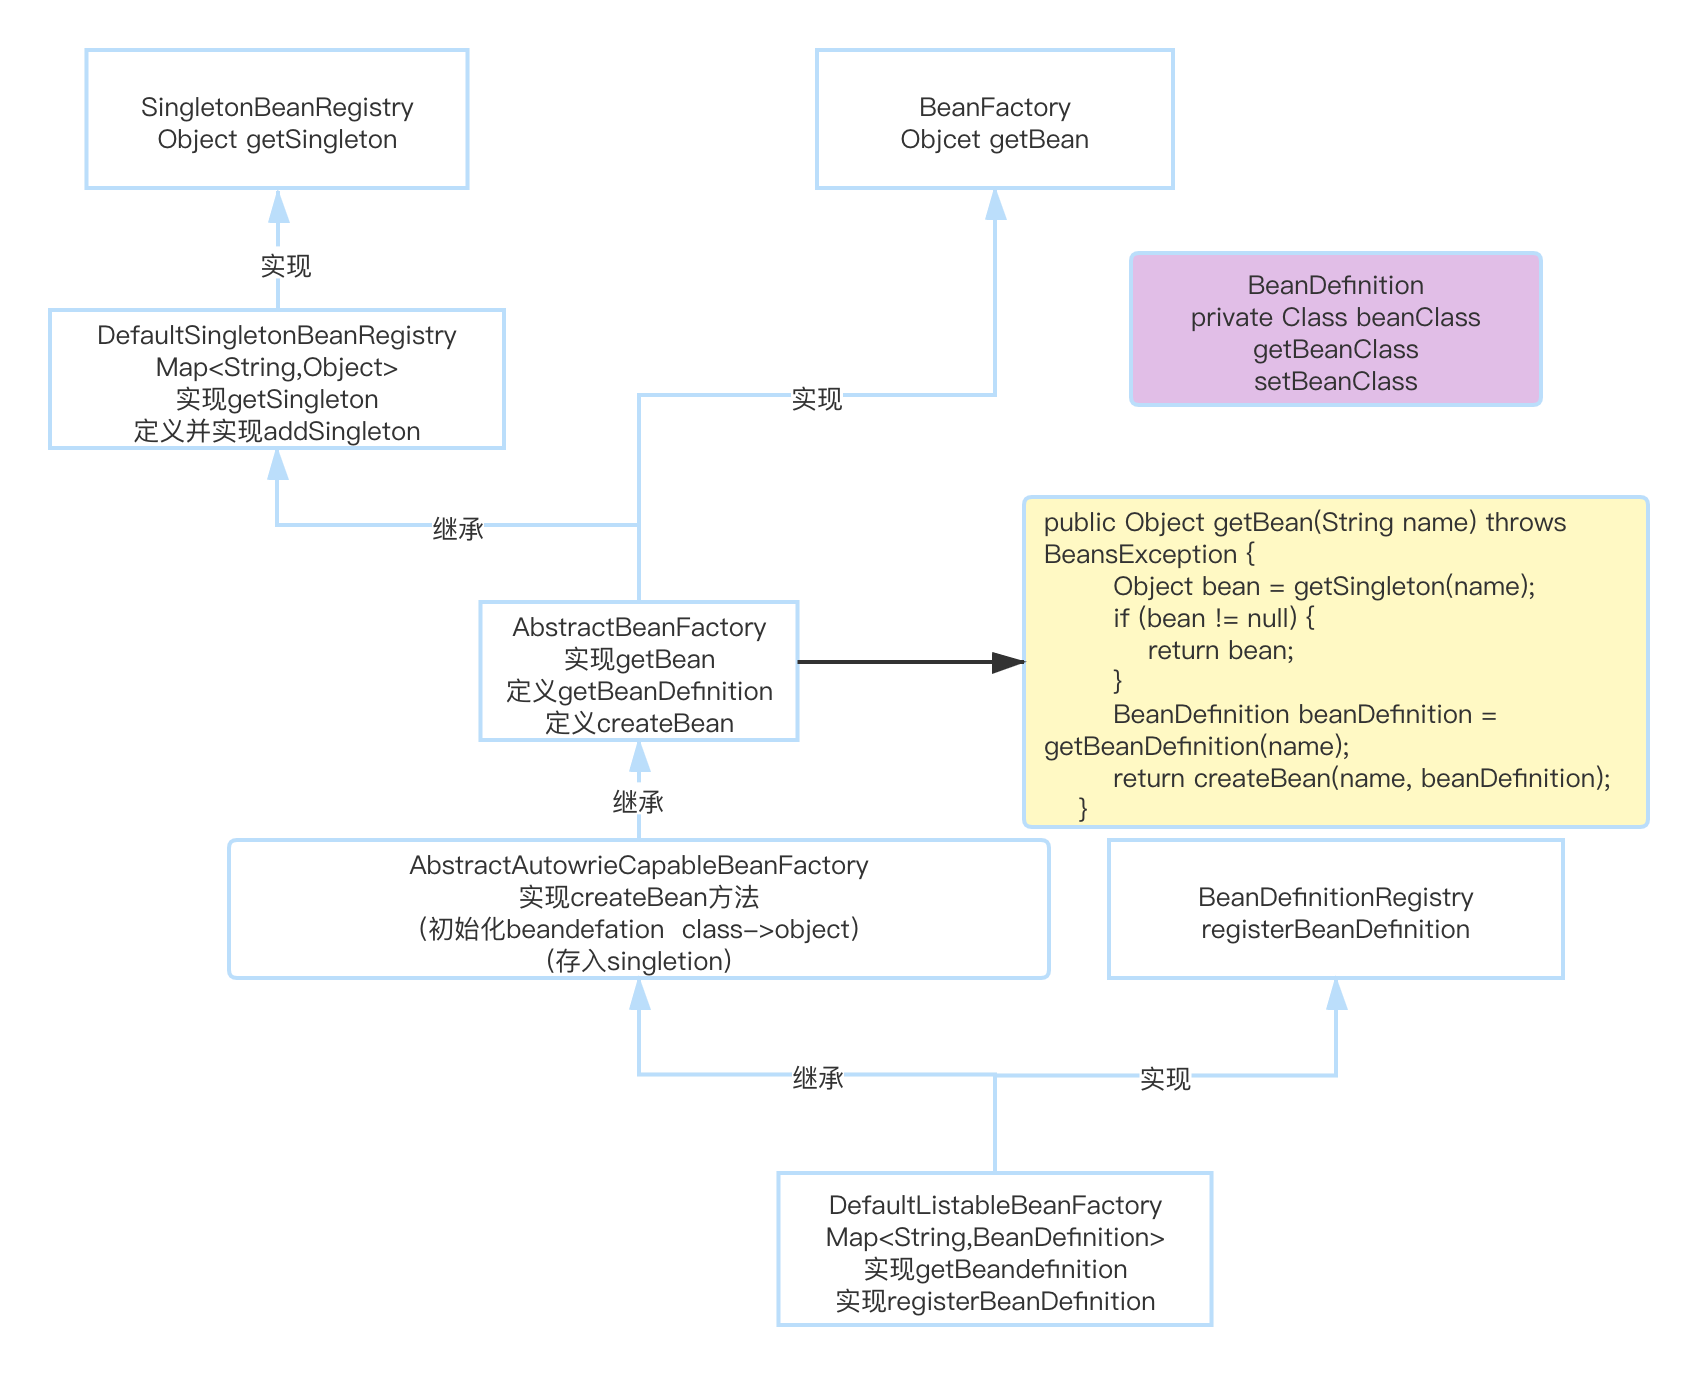 SingletonBeanRegistry
Object getSingleton
BeanFactory
Objcet getBean
实现
BeanDefinition
private Class beanClass
getBeanClass
setBeanClass
DefaultSingletonBeanRegistry
Map<String,Object>
实现getSingleton
定义并实现addSingleton
实现
继承
public Object getBean(String name) throws
BeansException {
Object bean = getSingleton(name);
if (bean != null) {
return bean;
}
BeanDefinition beanDefinition =
getBeanDefinition(name);
return createBean(name, beanDefinition);
}
AbstractBeanFactory
实现getBean
定义getBeanDefinition
定义createBean
继承
AbstractAutowrieCapableBeanFactory
实现createBean方法
（初始化beandefation  class->object）
（存入singletion）
BeanDefinitionRegistry
registerBeanDefinition
继承
实现
DefaultListableBeanFactory
Map<String,BeanDefinition>
实现getBeandefinition
实现registerBeanDefinition